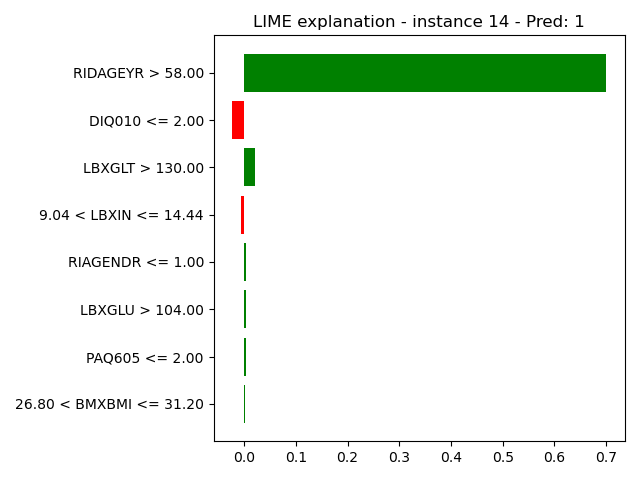 LIME explanation - instance 14 - Pred: 1
RIDAGEYR > 58.00
DIQ010 <= 2.00
LBXGLT > 130.00
9.04 < LBXIN <= 14.44
RIAGENDR <= 1.00
LBXGLU > 104.00
PAQ605 <= 2.00
26.80 < BMXBMI <= 31.20
0.0 0.1 0.2 0.3 0.4 0.5 0.6 0.7